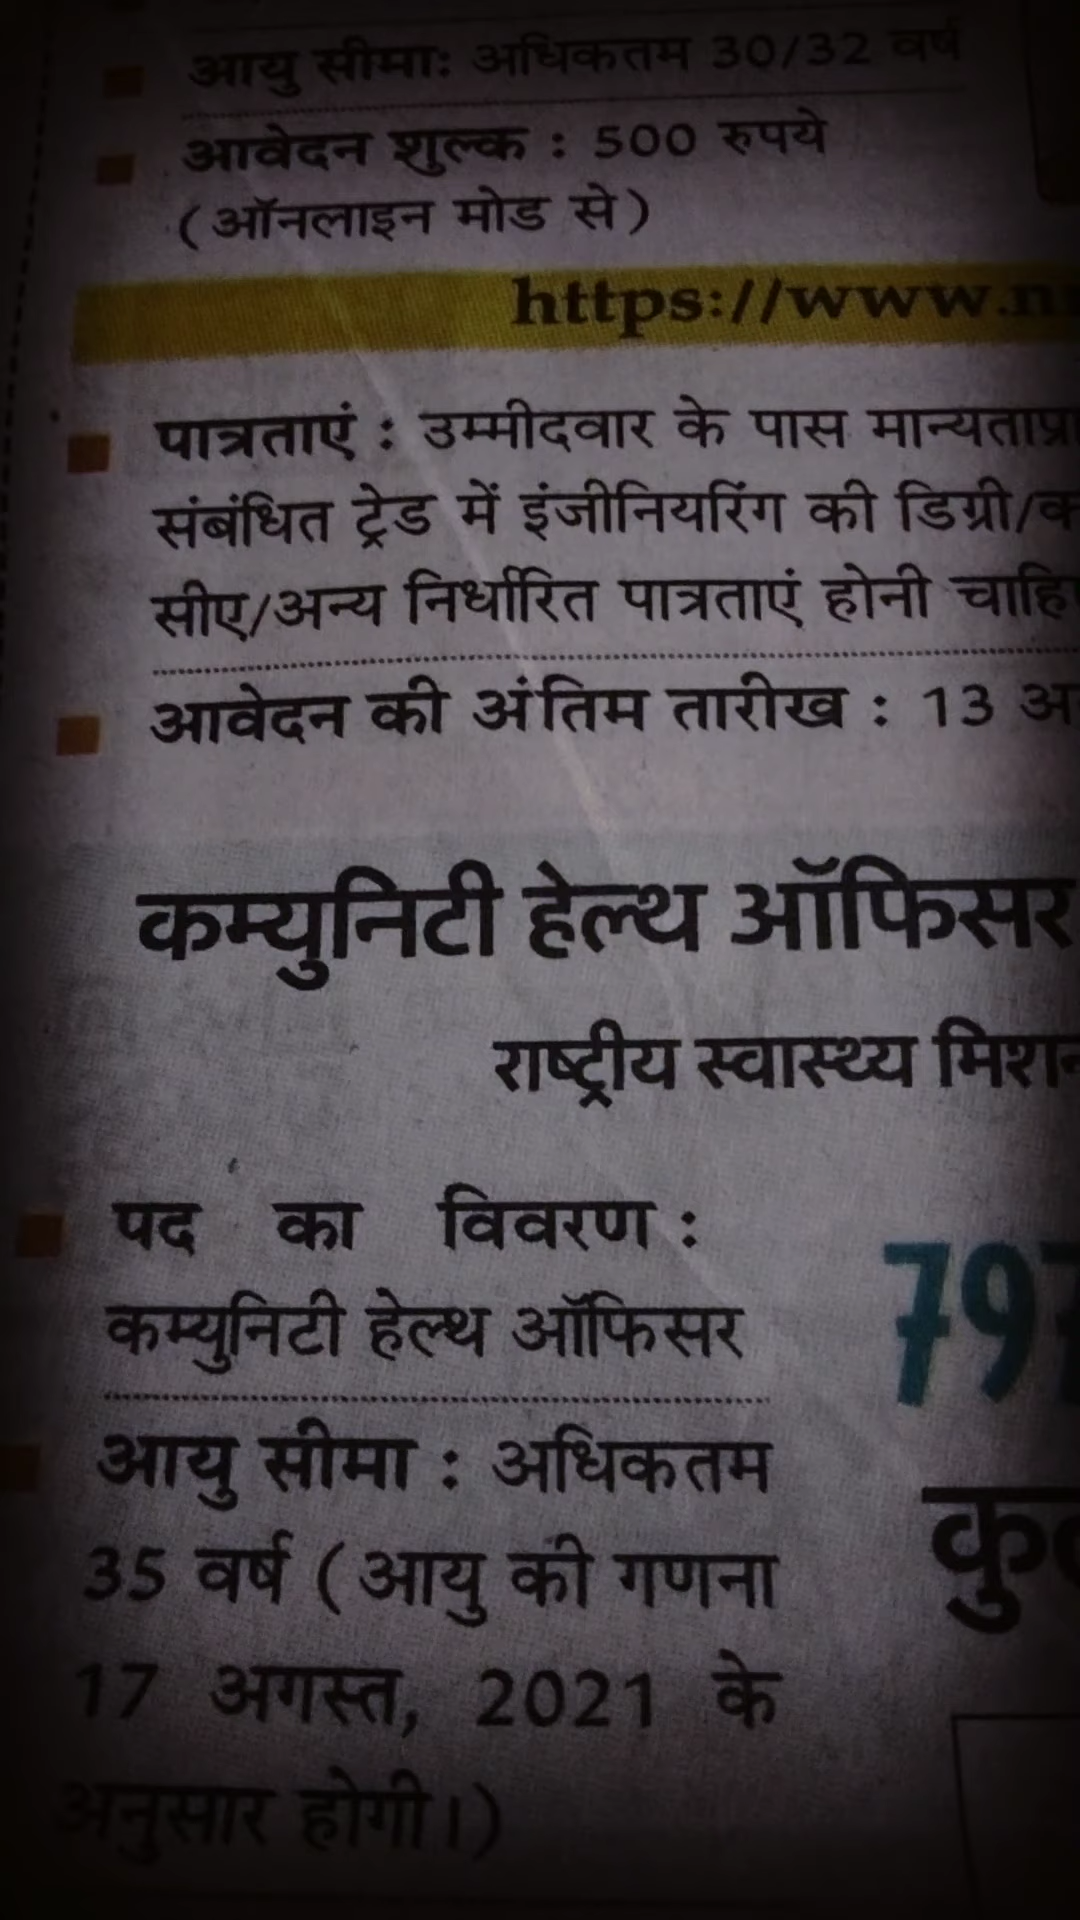 आयु सीमाः अधिकतम 30/32 वर्ष
आवेदन शुल्क : 500 रुपये
(ऑनलाइन मोड से)
https://www.n
पात्रताएं : उम्मीदवार के पास मान्यताप्रा
संबंधित ट्रेड में इंजीनियरिंग की डिग्री/
सीए/अन्य निर्धारित पात्रताएं होनी चाहि
आवेदन की अंतिम तारीख : 13 अ
कम्युनिटी हेल्थ ऑफिसर
राष्ट्रीय स्वास्थ्य मिशन
पद का विवरण :
कम्युनिटी हेल्थ ऑफिसर
797
आयु सीमा : अधिकतम
35 वर्ष (आयु की गणना
कु
17 अगस्त, 2021 के
अनुसार होगी।)